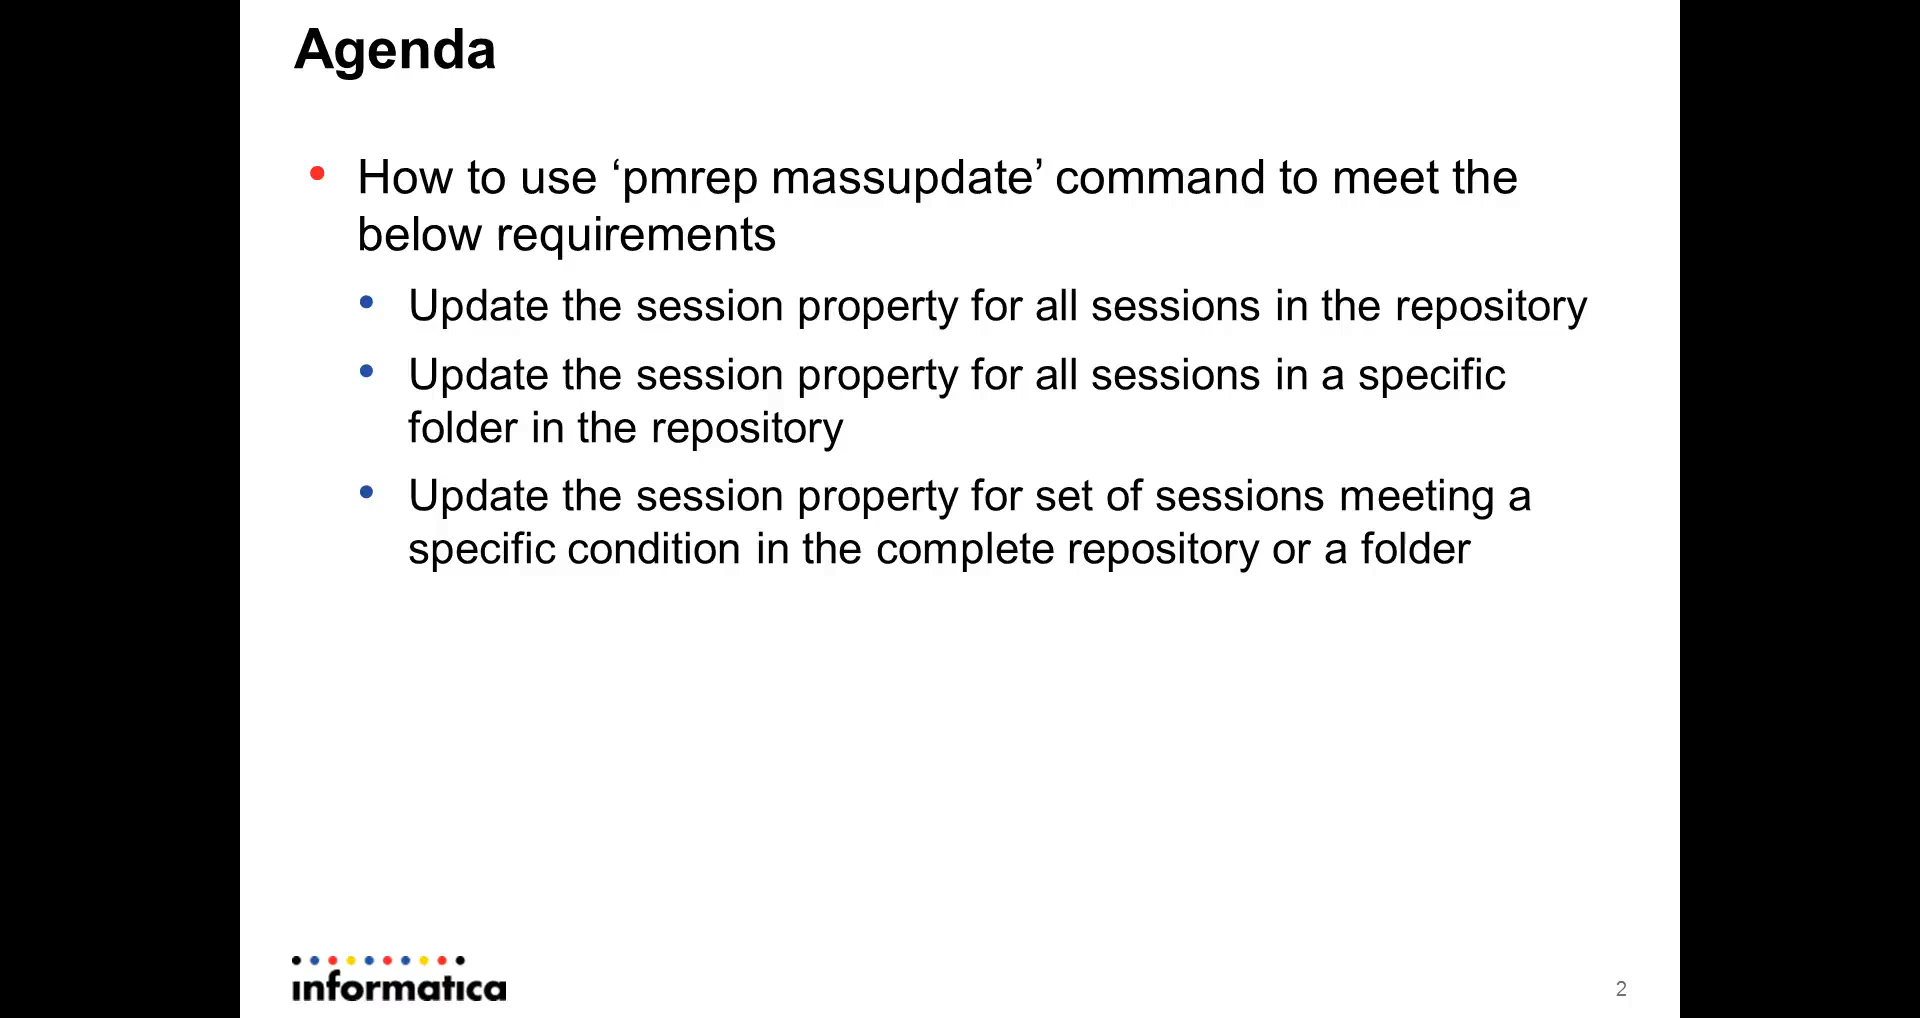 Agenda
• How to use ‘pmrep massupdate’ command to meet the
below requirements
• Update the session property for all sessions in the repository
• Update the session property for all sessions in a specific
folder in the repository
• Update the session property for set of sessions meeting a
specific condition in the complete repository or a folder
informatica
2